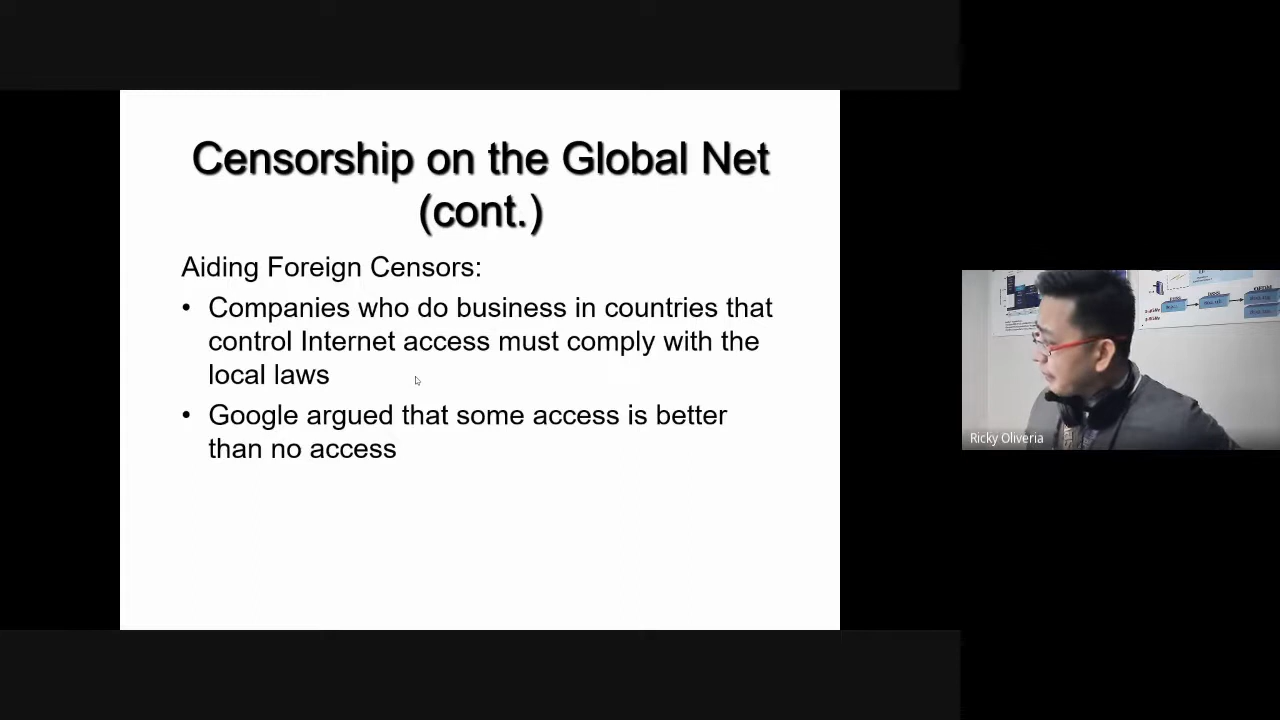 Censorship on the Global Net
(cont.)
Aiding Foreign Censors:
• Companies who do business in countries that
control Internet access must comply with the
local laws
• Google argued that some access is better
than no access
Ricky Oliveria